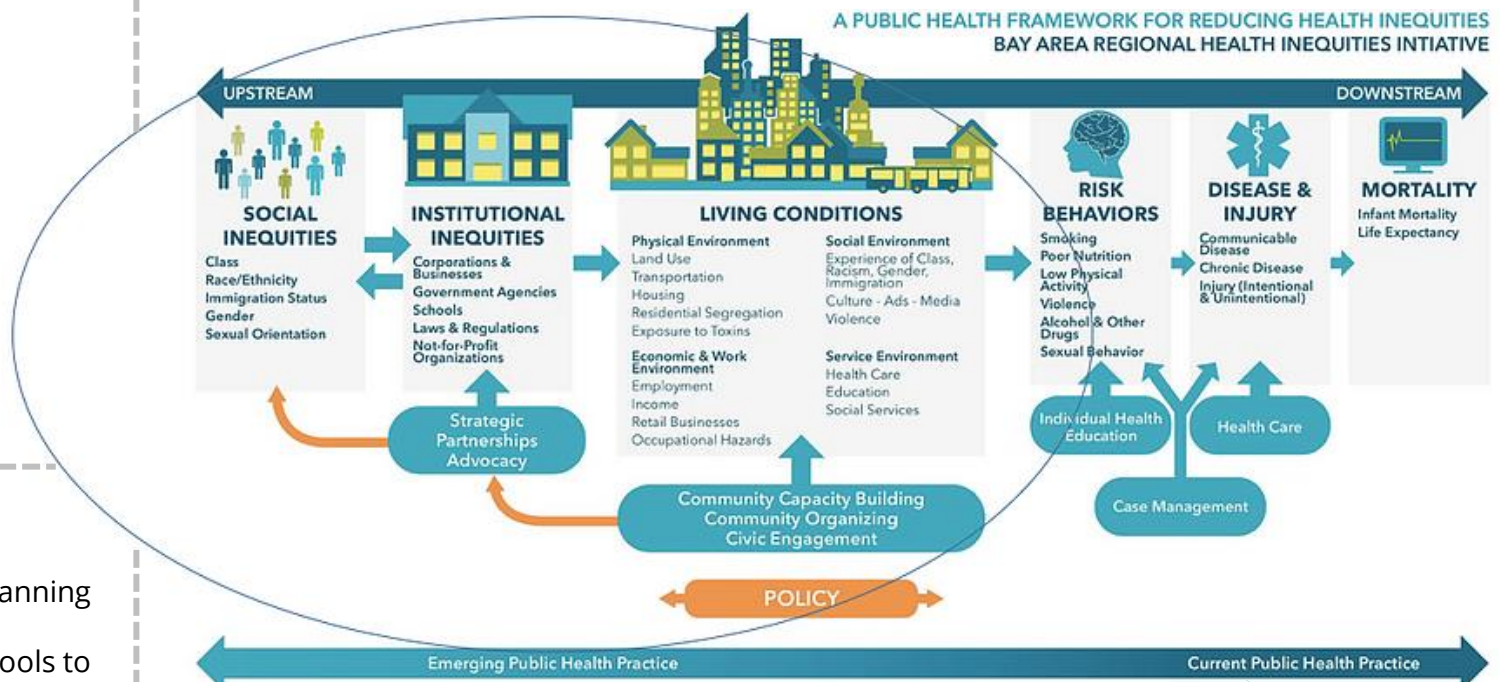 A PUBLIC HEALTH FRAMEWORK FOR REDUCING HEALTH INEQUITIES
BAY AREA REGIONAL HEALTH INEQUITIES INTIATIVE
UPSTREAM
DOWNSTREAM
SOCIAL
INEQUITIES
Class
Race/Ethnicity
Immigration Status
Gender
Sexual Orientation
INSTITUTIONAL
INEQUITIES
Corporations &
Businesses
Government Agencies
Schools
Laws & Regulations
Not-for-Profit
Organizations
LIVING CONDITIONS
Physical Environment
Land Use
Transportation
Housing
Residential Segregation
Exposure to Toxins
Economic & Work
Environment
Employment
Income
Retail Businesses
Occupational Hazards
Social Environment
Experience of Class,
Racism, Gender,
Immigration
Culture - Ads - Media
Violence
Service Environment
Health Care
Education
Social Services
RISK
BEHAVIORS
Smoking
Poor Nutrition
Low Physical
Activity
Violence
Alcohol & Other
Drugs
Sexual Behavior
DISEASE &
INJURY
Communicable
Disease
Chronic Disease
Injury (Intentional
& Unintentional)
MORTALITY
Infant Mortality
Life Expectancy
Strategic
Partnerships
Advocacy
Individual Health
Education
Health Care
Case Management
Community Capacity Building
Community Organizing
Civic Engagement
POLICY
anning
ools to
Emerging Public Health Practice
Current Public Health Practice